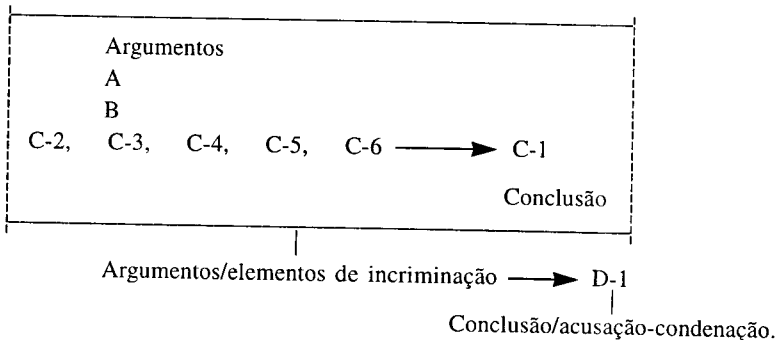 Argumentos
A
B
C-2, C-3, C-4, C-5, C-6 C-1
Conclusão
Argumentos/elementos de incriminação D-1
Conclusão/acusação-condenação.